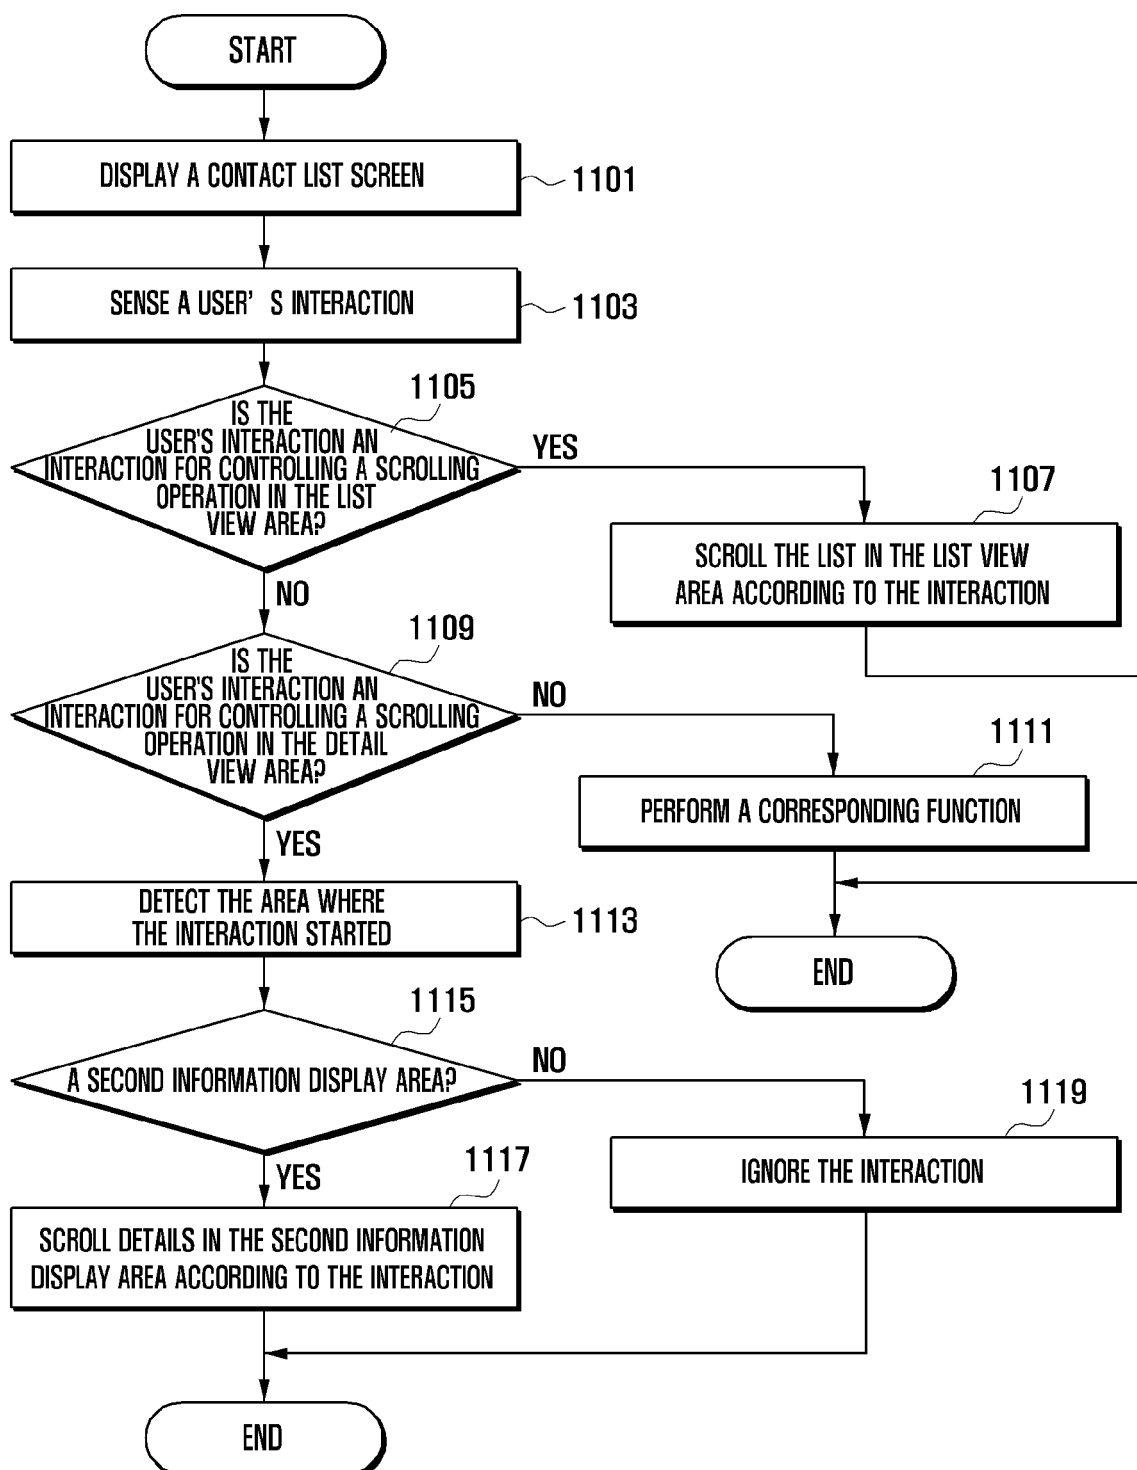 START
DISPLAY A CONTACT LIST SCREEN
1101
SENSE A USER' S INTERACTION
1103
1105
IS THE
USER'S INTERACTION AN
INTERACTION FOR CONTROLLING A SCROLLING
OPERATION IN THE LIST
VIEW AREA?
YES
1107
SCROLL THE LIST IN THE LIST VIEW
AREA ACCORDING TO THE INTERACTION
NO
1109
IS THE
USER'S INTERACTION AN
INTERACTION FOR CONTROLLING A SCROLLING
OPERATION IN THE DETAIL
VIEW AREA?
NO
1111
PERFORM A CORRESPONDING FUNCTION
YES
DETECT THE AREA WHERE
THE INTERACTION STARTED
1113
END
1115
A SECOND INFORMATION DISPLAY AREA?
NO
1119
IGNORE THE INTERACTION
YES
1117
SCROLL DETAILS IN THE SECOND INFORMATION
DISPLAY AREA ACCORDING TO THE INTERACTION
END